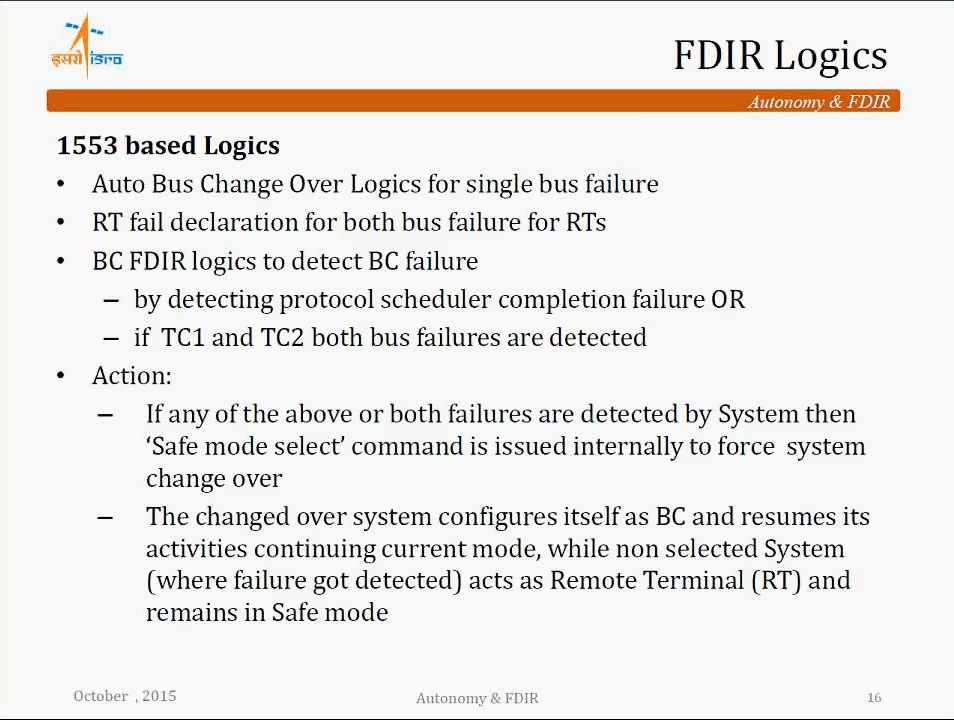 इसरो isro
FDIR Logics
Autonomy & FDIR
1553 based Logics
• Auto Bus Change Over Logics for single bus failure
• RT fail declaration for both bus failure for RTs
• BC FDIR logics to detect BC failure
– by detecting protocol scheduler completion failure OR
– if TC1 and TC2 both bus failures are detected
• Action:
– If any of the above or both failures are detected by System then
‘Safe mode select’ command is issued internally to force system
change over
– The changed over system configures itself as BC and resumes its
activities continuing current mode, while non selected System
(where failure got detected) acts as Remote Terminal (RT) and
remains in Safe mode
October , 2015
Autonomy & FDIR
16